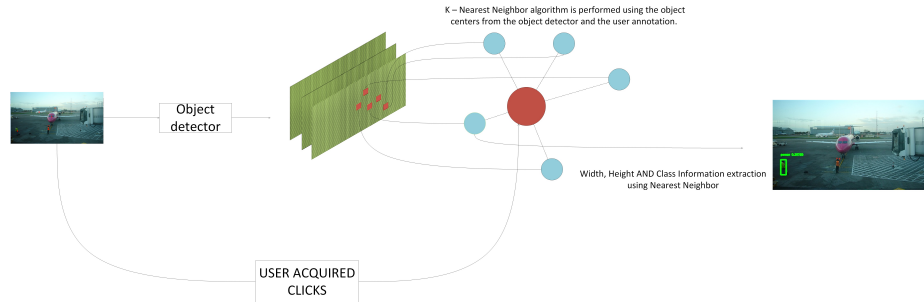 K – Nearest Neighbor algorithm is performed using the object
centers from the object detector and the user annotation.
Object
detector
Width, Height AND Class Information extraction
using Nearest Neighbor
USER ACQUIRED
CLICKS